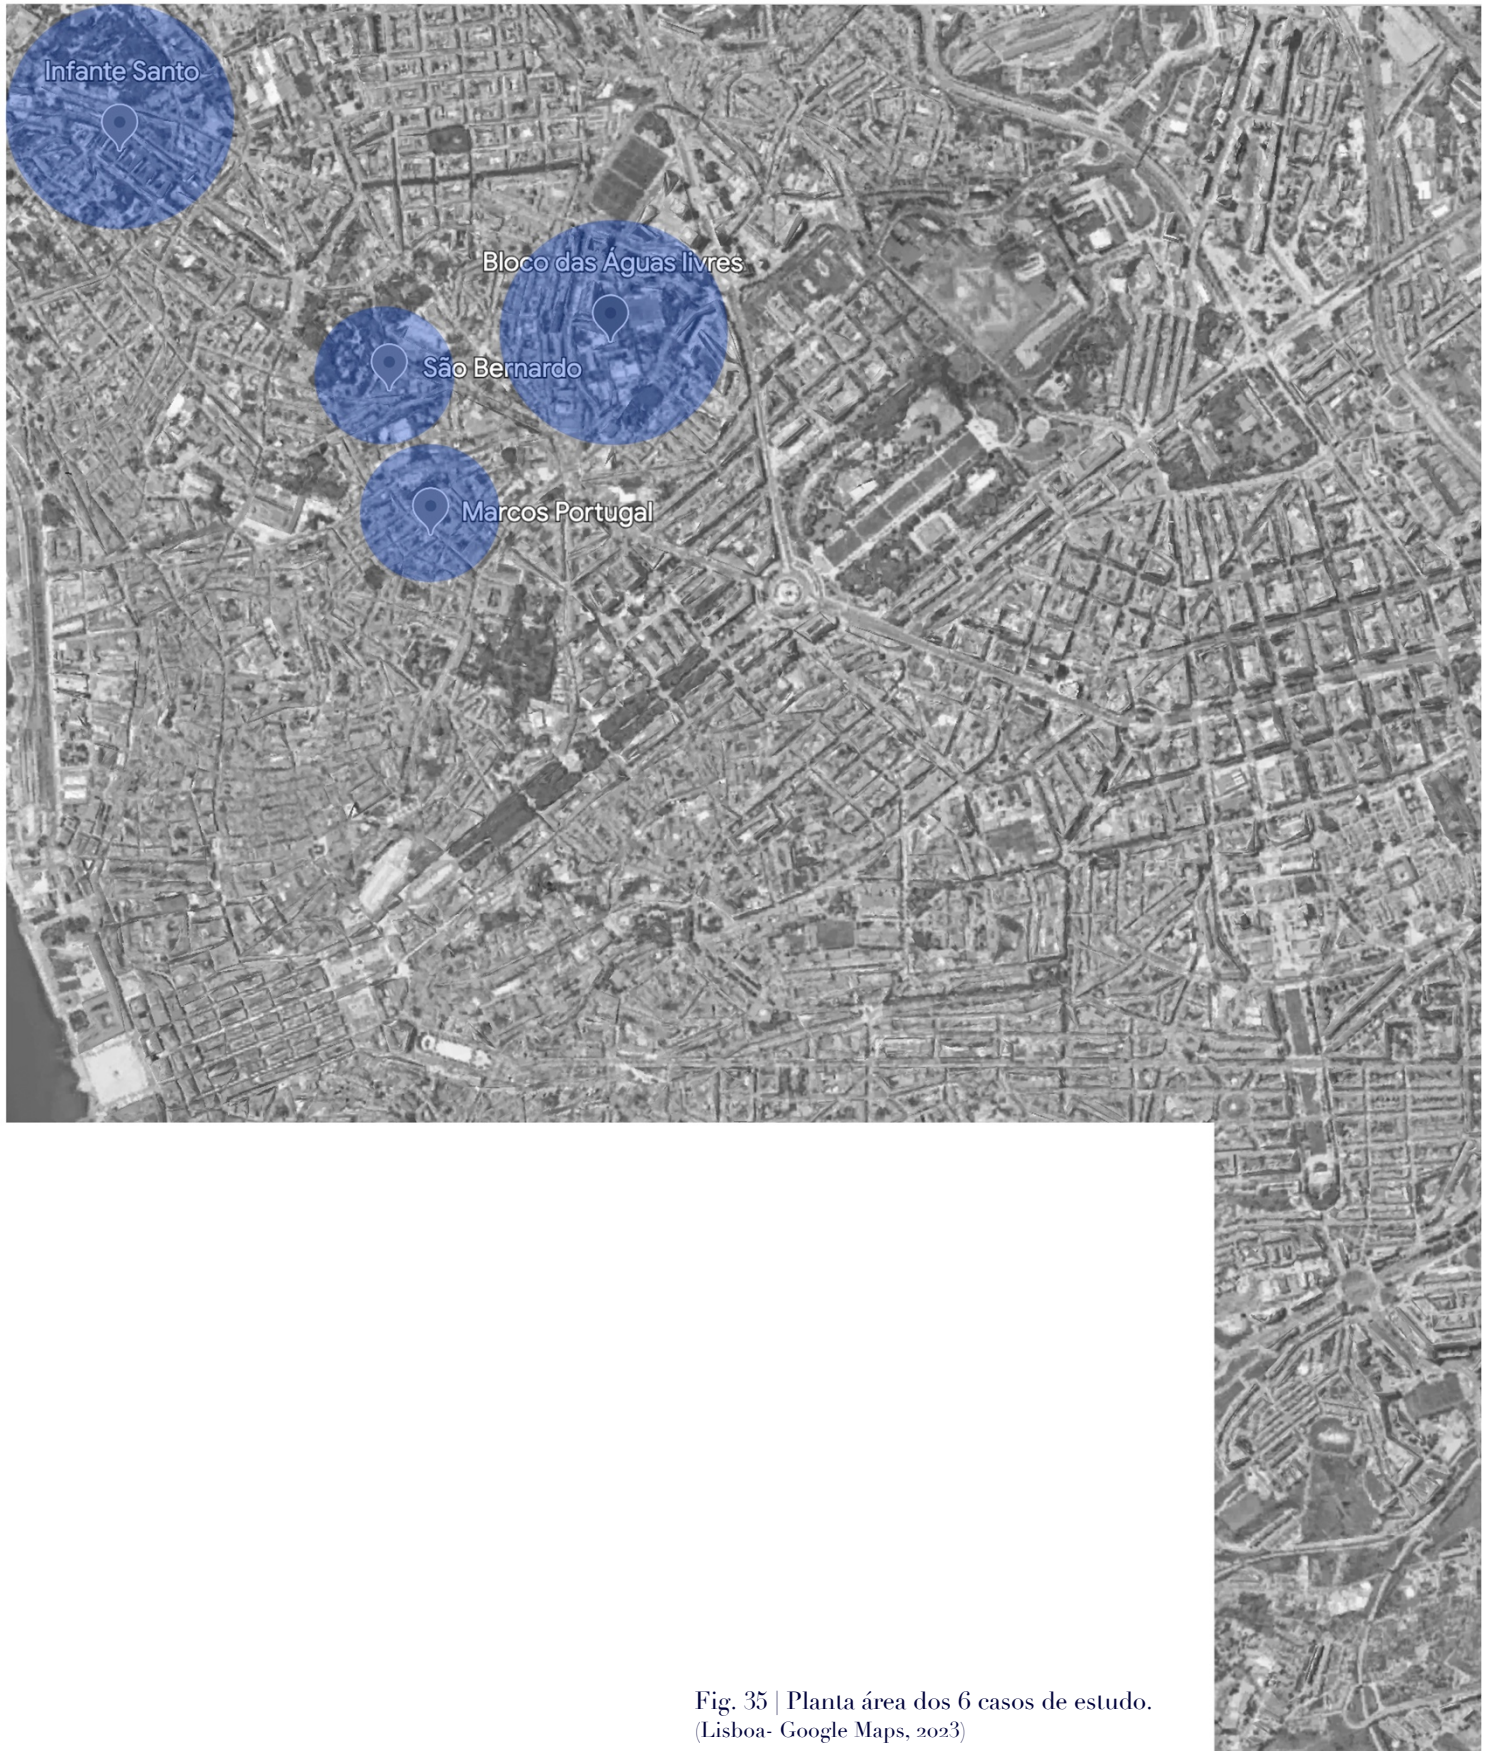 Infante Santo
Bloco das Águas livres
São Bernardo
Marcos Portugal
Fig. 35 | Planta área dos 6 casos de estudo.
(Lisboa- Google Maps, 2023)